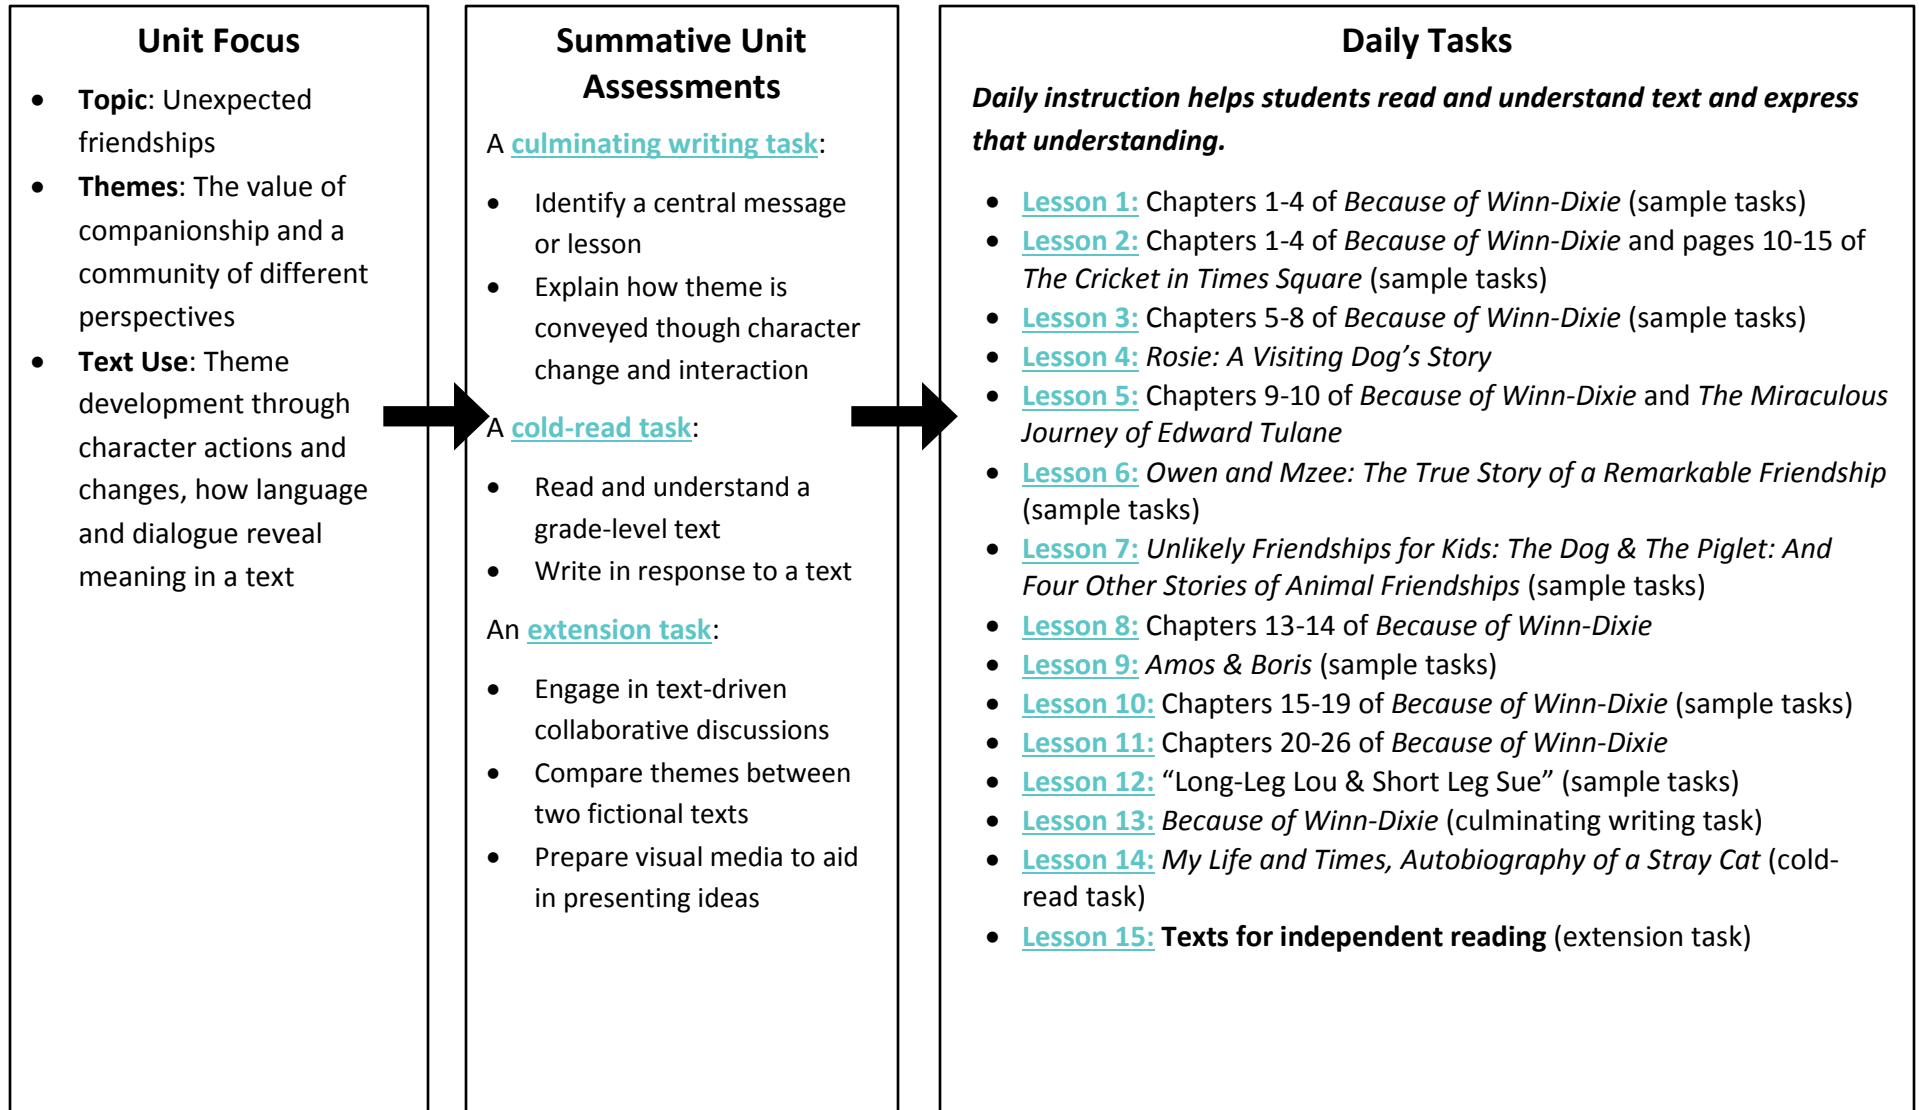 Unit Focus
• Topic: Unexpected
friendships
• Themes: The value of
companionship and a
community of different
perspectives
• Text Use: Theme
development through
character actions and
changes, how language
and dialogue reveal
meaning in a text
Summative Unit
Assessments
A culminating writing task:
• Identify a central message
or lesson
• Explain how theme is
conveyed though character
change and interaction
A cold-read task:
• Read and understand a
grade-level text
• Write in response to a text
An extension task:
• Engage in text-driven
collaborative discussions
• Compare themes between
two fictional texts
• Prepare visual media to aid
in presenting ideas
Daily Tasks
Daily instruction helps students read and understand text and express
that understanding.
• Lesson 1: Chapters 1-4 of Because of Winn-Dixie (sample tasks)
• Lesson 2: Chapters 1-4 of Because of Winn-Dixie and pages 10-15 of
The Cricket in Times Square (sample tasks)
• Lesson 3: Chapters 5-8 of Because of Winn-Dixie (sample tasks)
• Lesson 4: Rosie: A Visiting Dog’s Story
• Lesson 5: Chapters 9-10 of Because of Winn-Dixie and The Miraculous
Journey of Edward Tulane
• Lesson 6: Owen and Mzee: The True Story of a Remarkable Friendship
(sample tasks)
• Lesson 7: Unlikely Friendships for Kids: The Dog & The Piglet: And
Four Other Stories of Animal Friendships (sample tasks)
• Lesson 8: Chapters 13-14 of Because of Winn-Dixie
• Lesson 9: Amos & Boris (sample tasks)
• Lesson 10: Chapters 15-19 of Because of Winn-Dixie (sample tasks)
• Lesson 11: Chapters 20-26 of Because of Winn-Dixie
• Lesson 12: “Long-Leg Lou & Short Leg Sue” (sample tasks)
• Lesson 13: Because of Winn-Dixie (culminating writing task)
• Lesson 14: My Life and Times, Autobiography of a Stray Cat (cold-
read task)
• Lesson 15: Texts for independent reading (extension task)